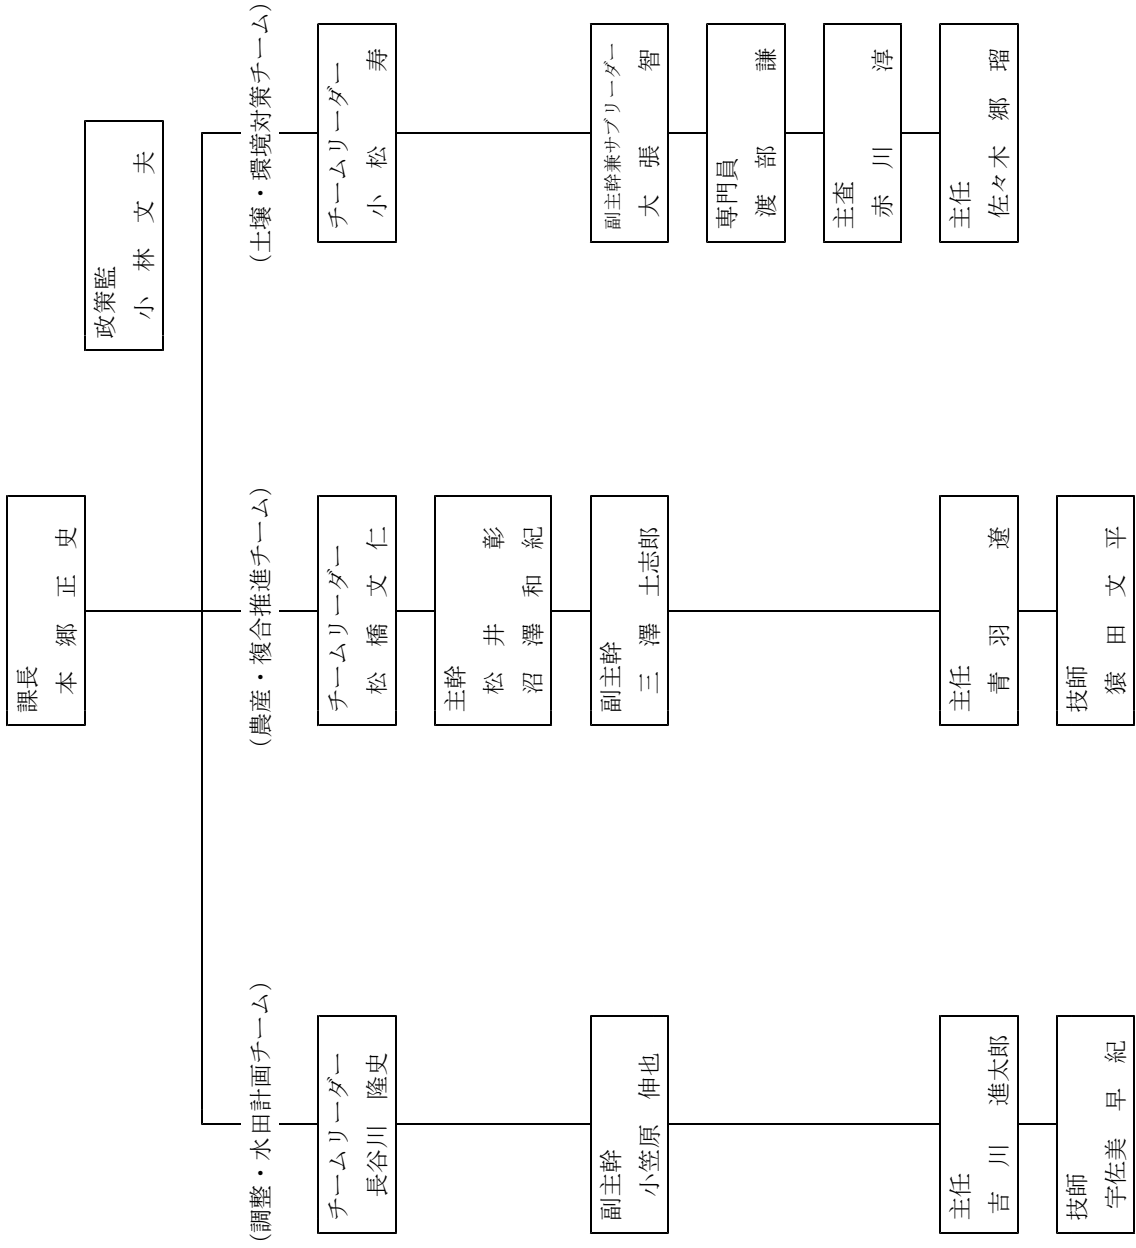 課長
本　郷　正　史
政策監
小　林　文　夫
(調整・水田計画チーム)
チームリーダー
長谷川　隆史
副主幹
小笠原　伸也
主任
吉　川　進太郎
技師
宇佐美　早　紀
(農産・複合推進チーム)
チームリーダー
松　橋　文　仁
主幹
松　井　　　彰
沼　澤　和　紀
副主幹
三　澤　土志郎
主任
青　羽　　　遼
技師
猿　田　文　平
(土壌・環境対策チーム)
チームリーダー
小　松　　　寿
副主幹兼サブリーダー
大　張　　　智
専門員
渡　部　　　謙
主査
赤　川　　　淳
主任
佐々木　郷　瑠